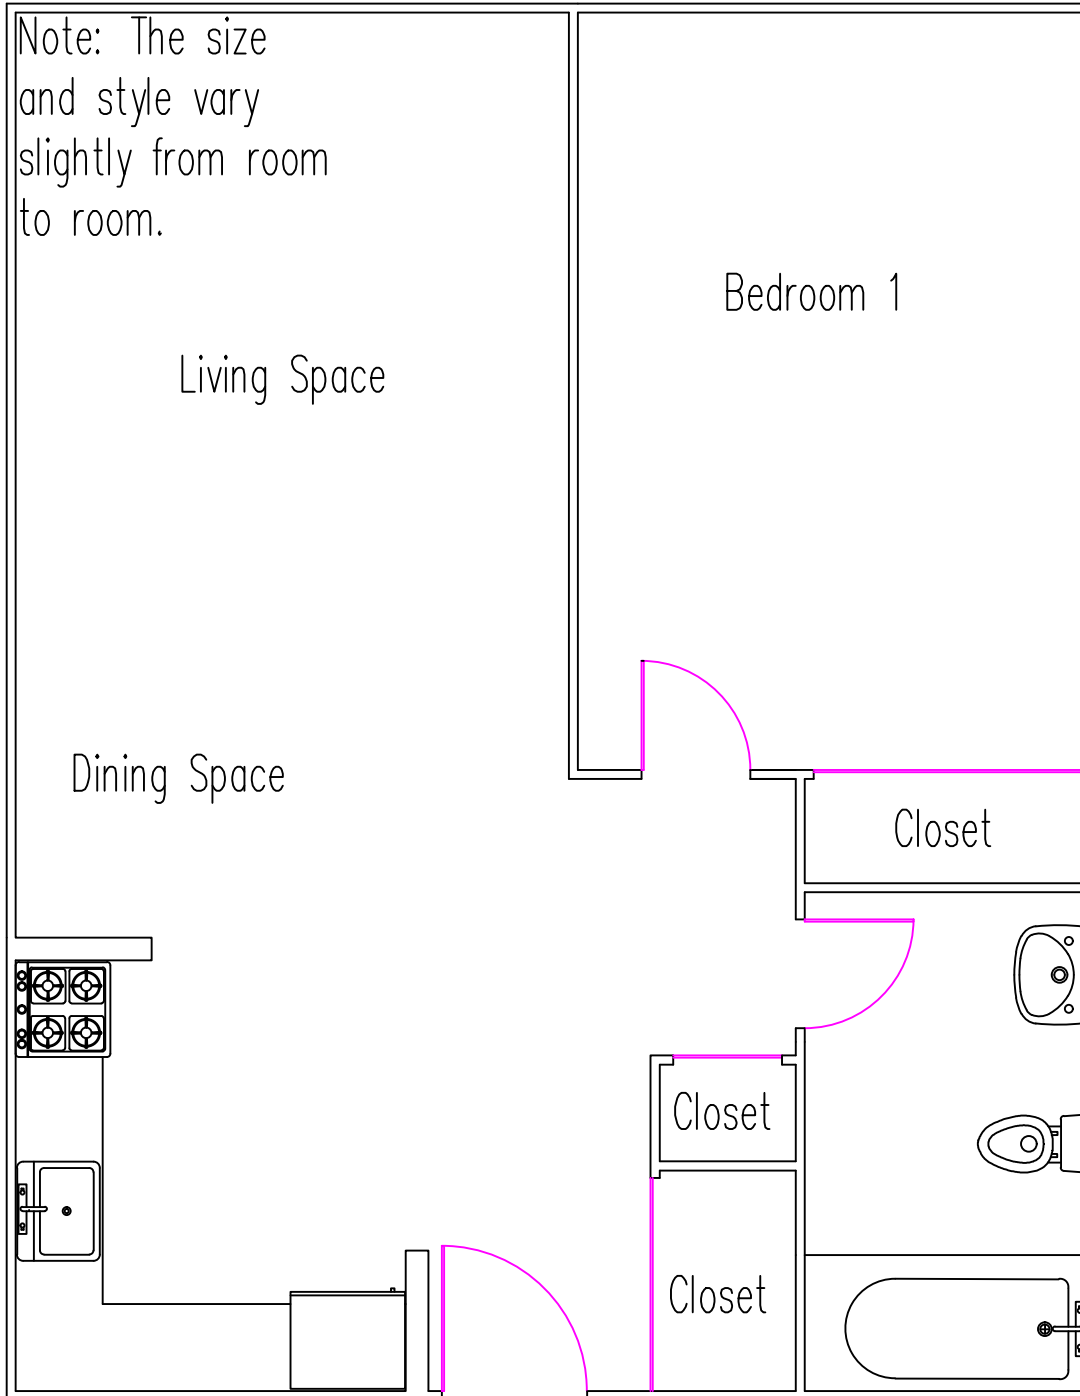 Note: The size
and style vary
slightly from room
to room.
Bedroom 1
Living Space
Dining Space
Closet
Closet
Closet